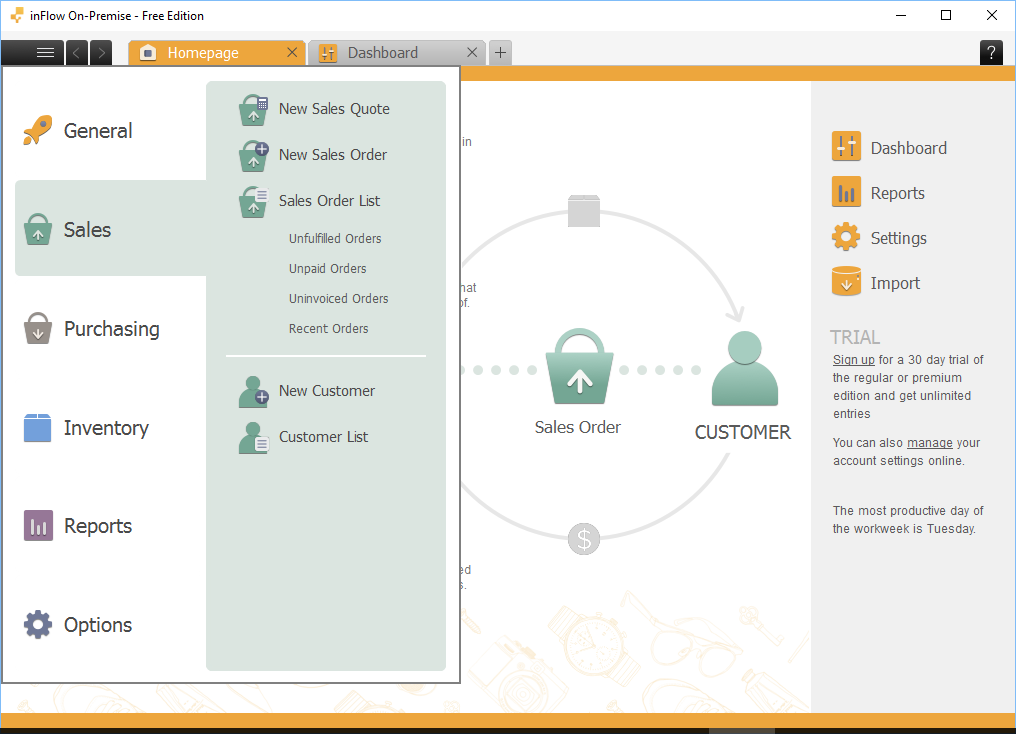 inFlow On-Premise - Free Edition
Homepage
Dashboard
?
General
Sales
Purchasing
Inventory
Reports
Options
New Sales Quote
New Sales Order
Sales Order List
Unfulfilled Orders
Unpaid Orders
Uninvoiced Orders
Recent Orders
New Customer
Customer List
in
$
Sales Order
CUSTOMER
Dashboard
Reports
Settings
Import
TRIAL
Sign up for a 30 day trial of
the regular or premium
edition and get unlimited
entries
You can also manage your
account settings online.
The most productive day of
the workweek is Tuesday.